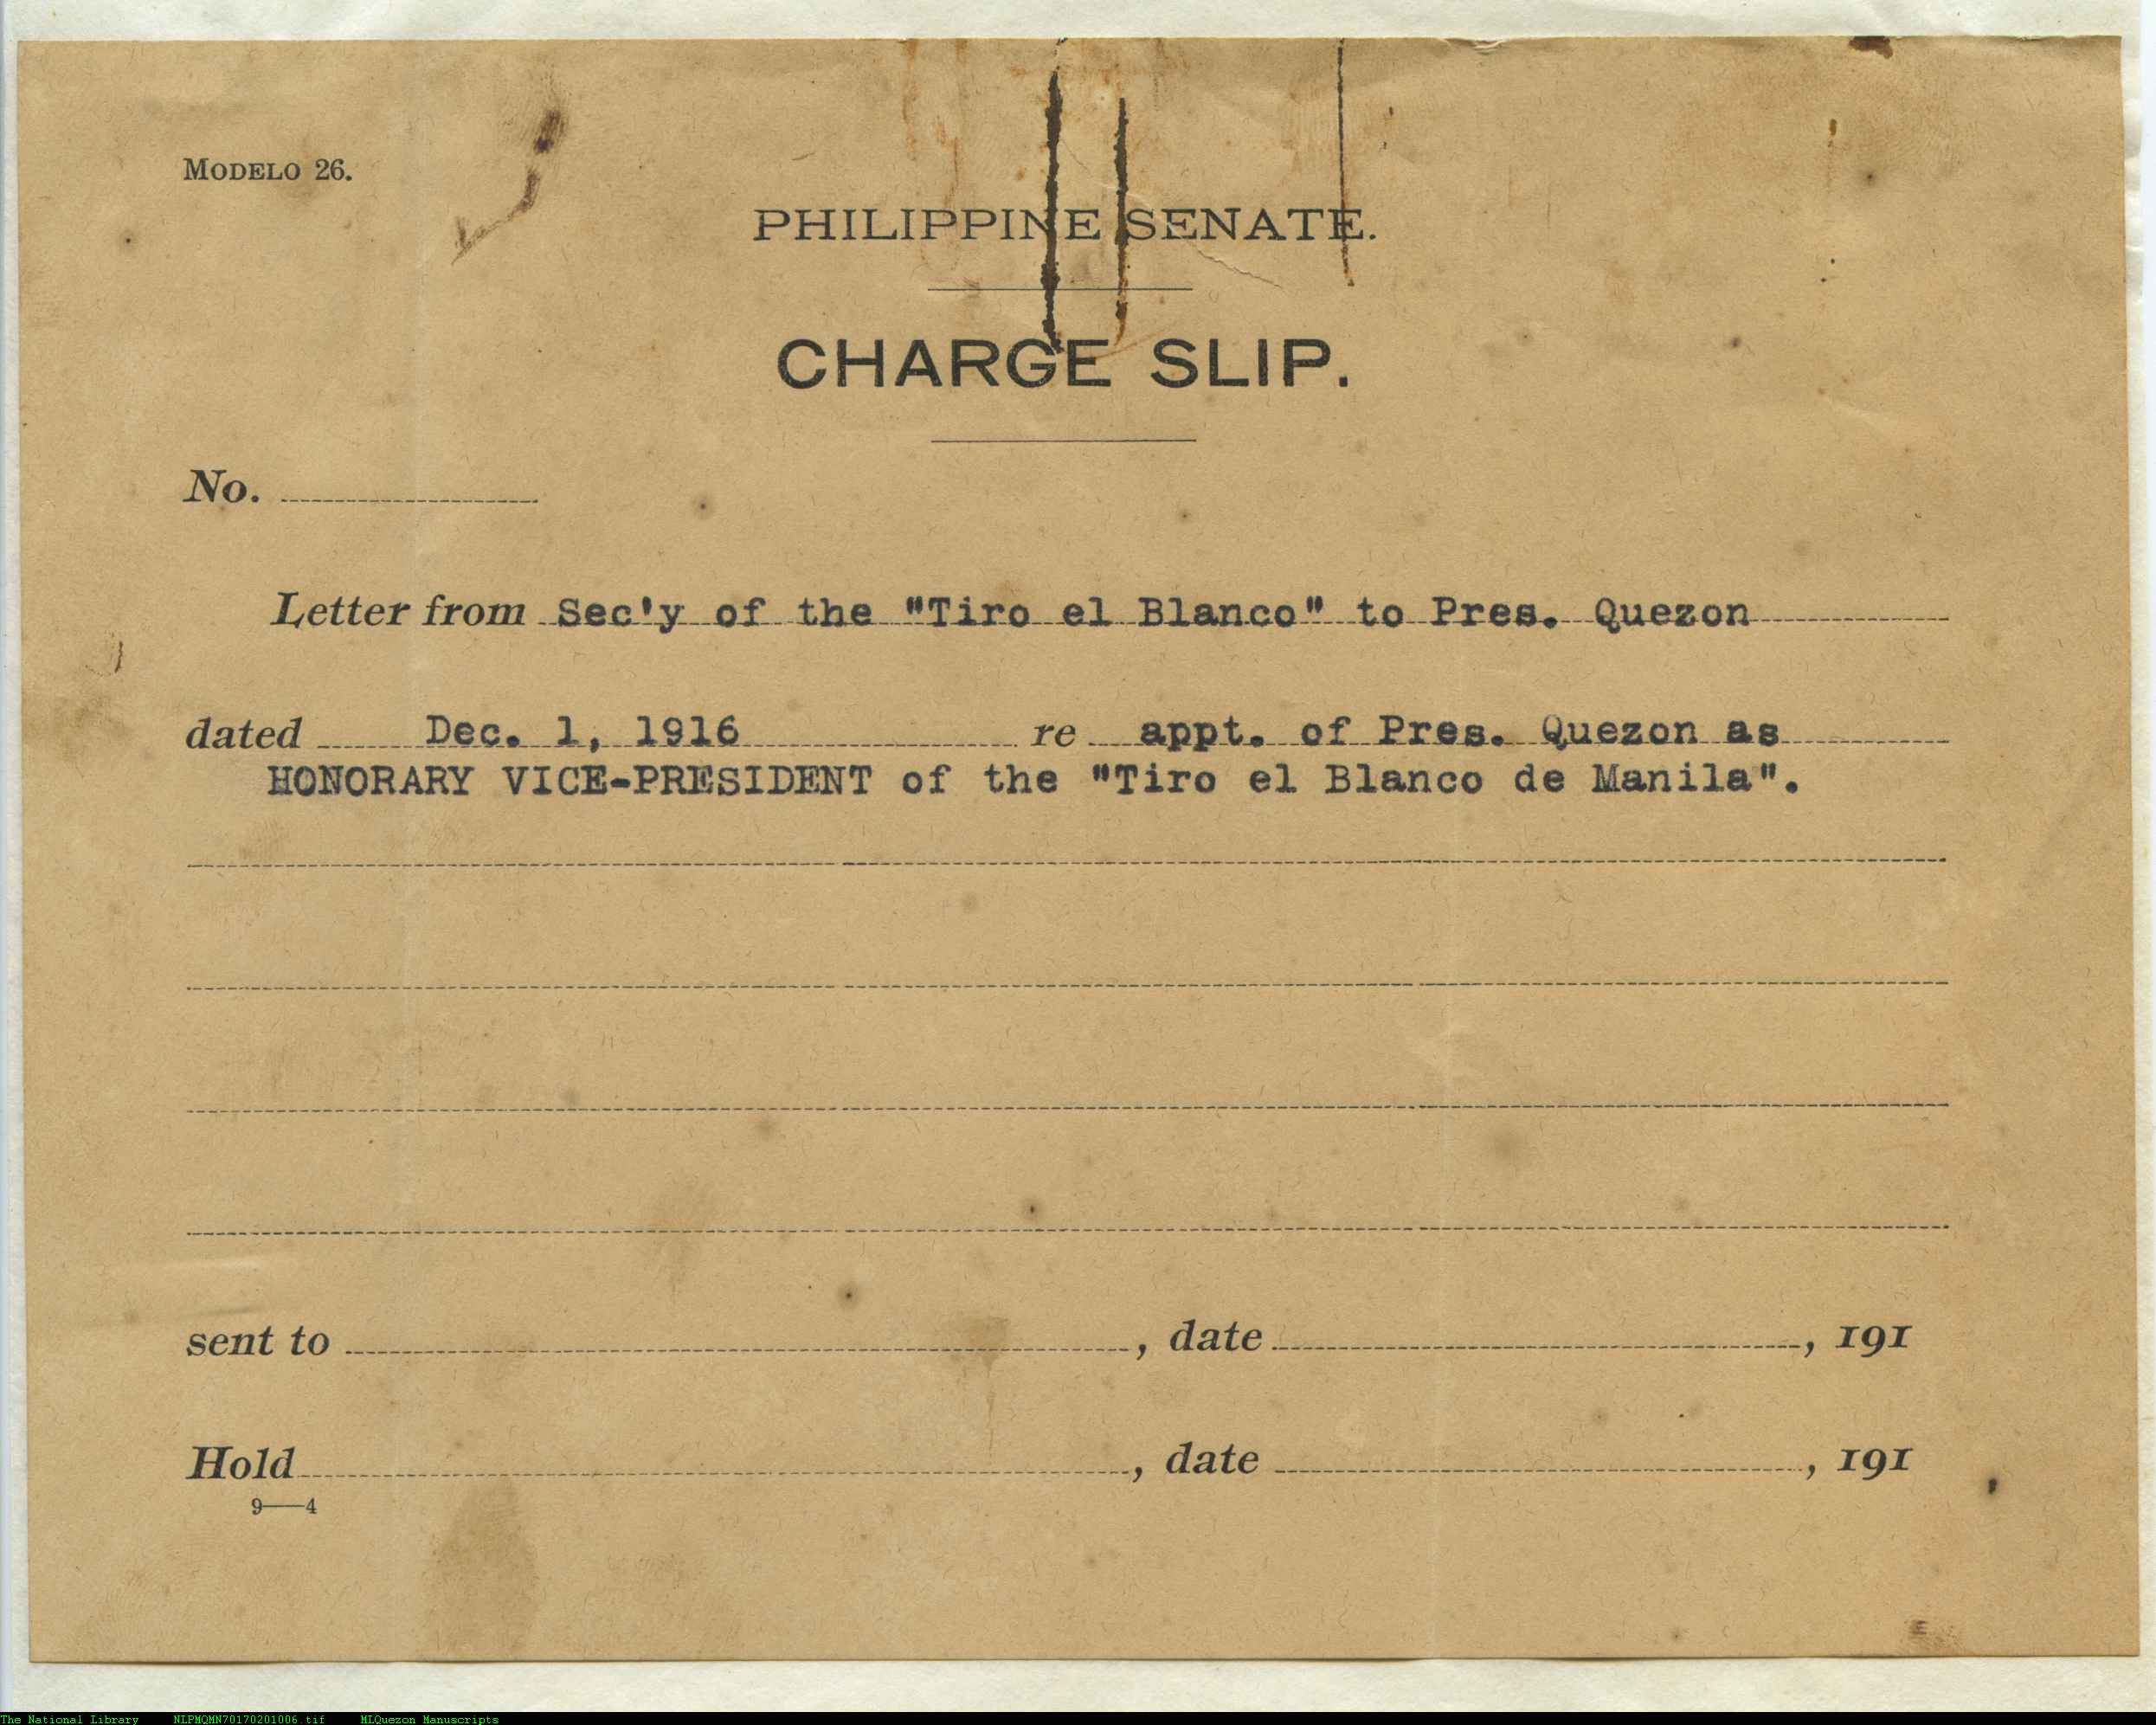 MODELO 26.
PHILIPPINE SENATE.
CHARGE SLIP.
No.
Letter from Sec'y of the "Tiro el Blanco" to Pres. Quezon
dated Dec. 1, 1916 re appt. of Pres. Quezon as
HONORARY VICE-PRESIDENT of the "Tiro el Blanco de Manila".
sent to , date , 191
Hold , date , 191
9—4
The National Library NLPMQMN70170201006.tif MLQuezon Manuscripts